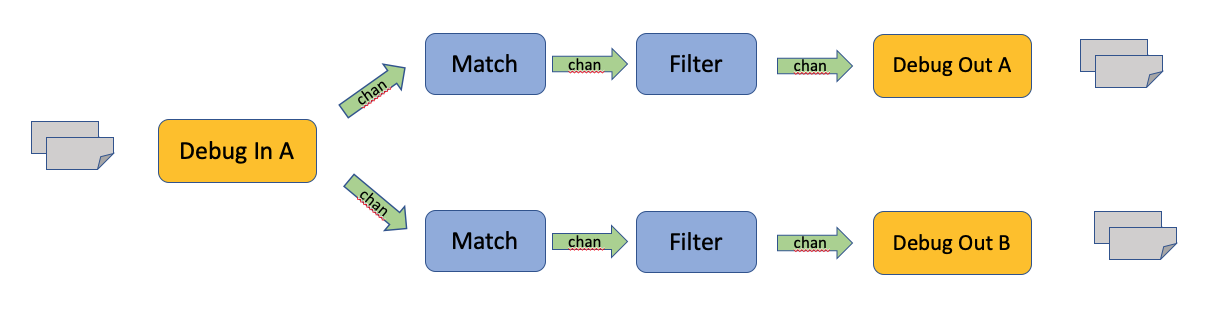 Match
chan
Filter
chan
Debug Out A
chan
Debug In A
chan
Match
chan
Filter
chan
Debug Out B